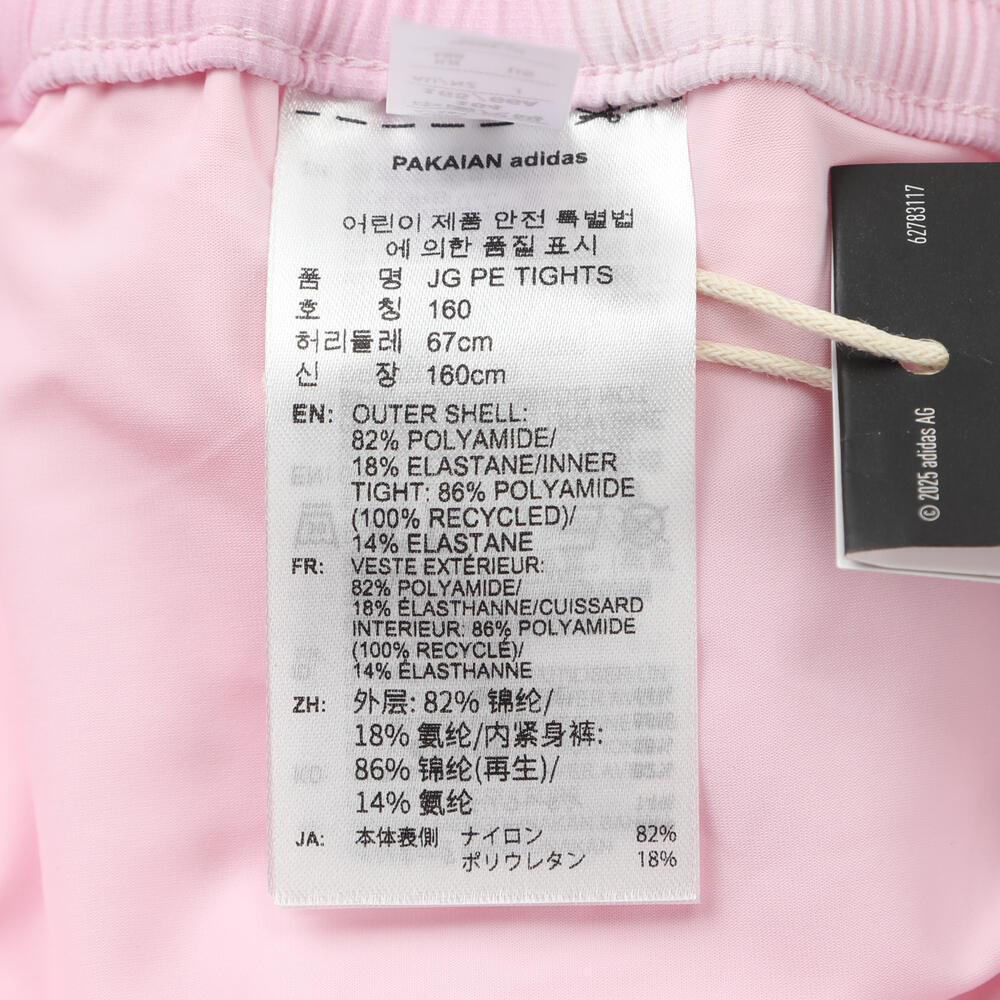 PAKAIAN adidas
어린이 제품 안전 특별법
에 의한 품질 표시
품 명 JG PE TIGHTS
호 칭 160
허리둘레 67cm
신 장 160cm
EN: OUTER SHELL:
82% POLYAMIDE/
18% ELASTANE/INNER
TIGHT: 86% POLYAMIDE
(100% RECYCLED)/
14% ELASTANE
FR: VESTE EXTÉRIEUR:
82% POLYAMIDE/
18% ÉLASTHANNE/CUISSARD
INTERIEUR: 86% POLYAMIDE
(100% RECYCLÉ)/
14% ÉLASTHANNE
ZH: 外层: 82% 锦纶/
18% 氨纶/内紧身裤:
86% 锦纶(再生)/
14% 氨纶
JA: 本体表側 ナイロン 82%
ポリウレタン 18%
62783117
© 2025 adidas AG